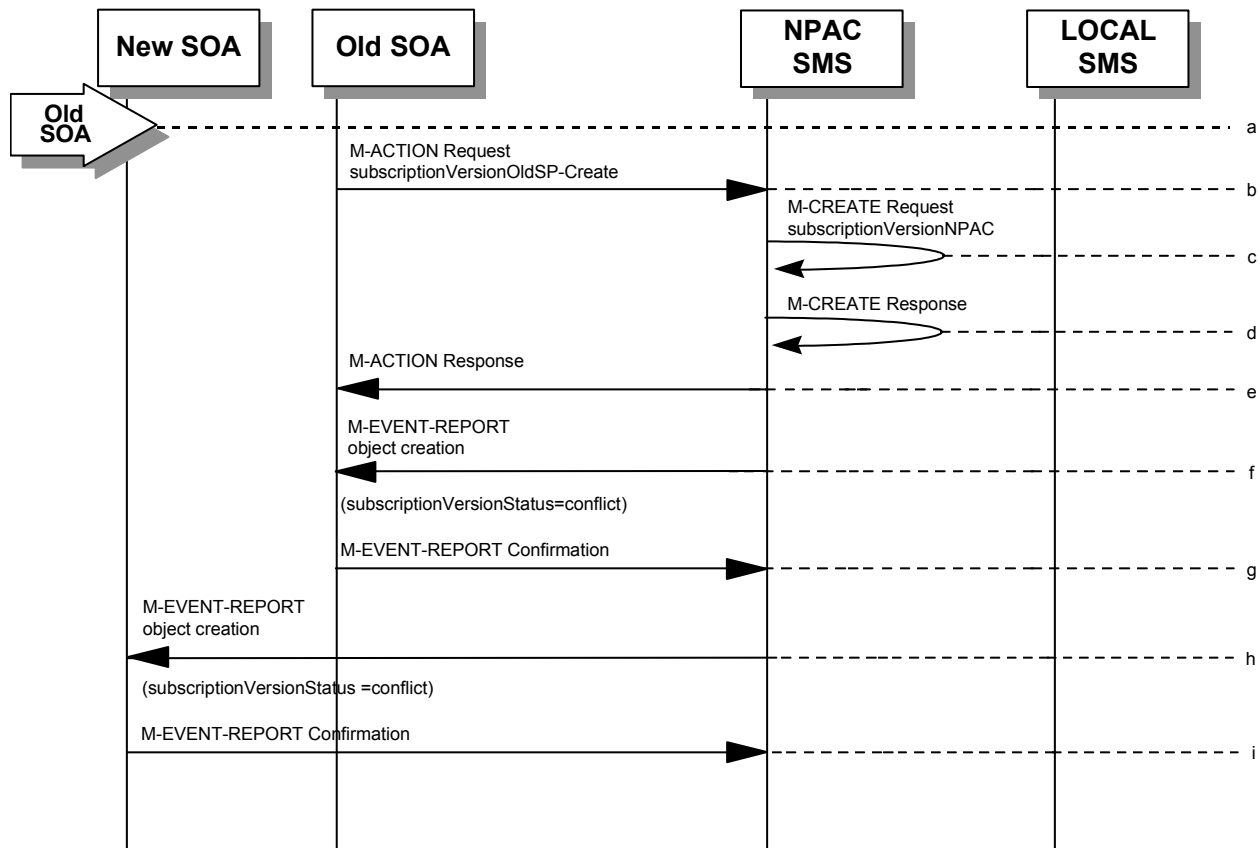 New SOA
Old SOA
NPAC
SMS
LOCAL
SMS
Old
SOA
a
M-ACTION Request
subscriptionVersionOldSP-Create
b
M-CREATE Request
subscriptionVersionNPAC
c
M-CREATE Response
d
M-ACTION Response
e
M-EVENT-REPORT
object creation
f
(subscriptionVersionStatus=conflict)
M-EVENT-REPORT Confirmation
g
M-EVENT-REPORT
object creation
h
(subscriptionVersionStatus =conflict)
M-EVENT-REPORT Confirmation
i